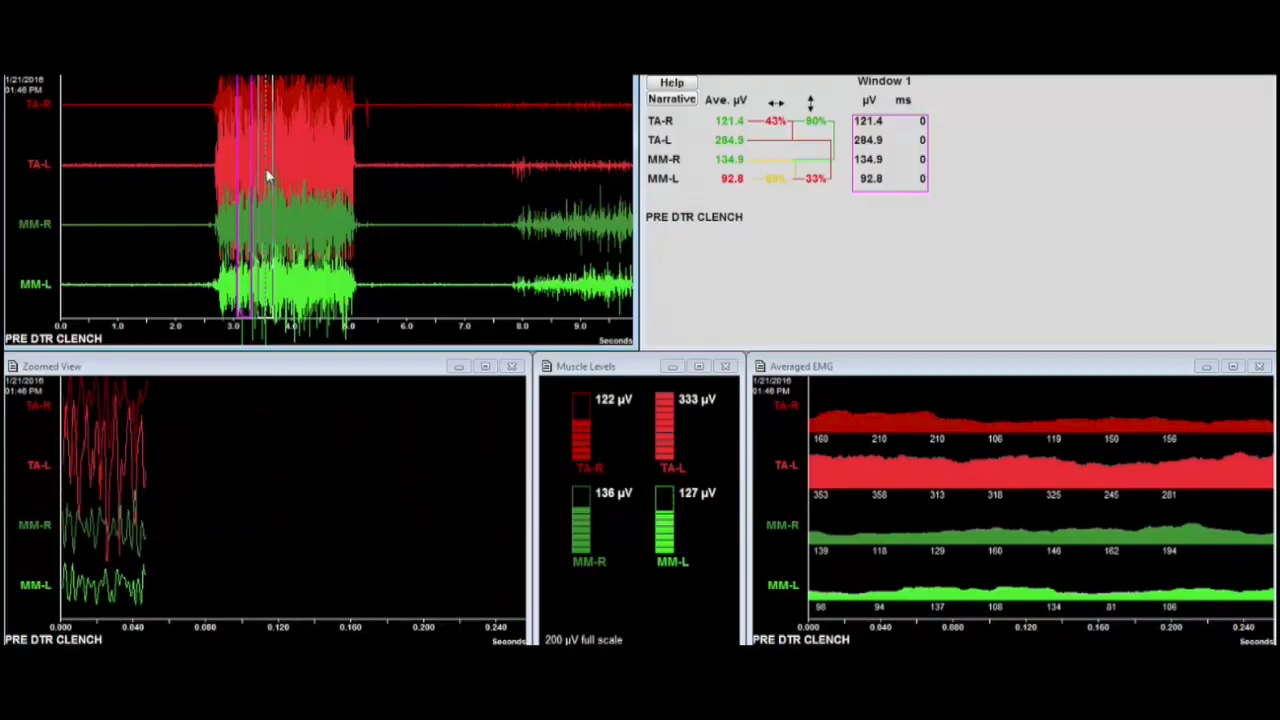 1/21/2016
01:46 PM
TA-R
TA-L
MM-R
MM-L
0.0 1.0 2.0 3.0 4.0 5.0 6.0 7.0 8.0 9.0
Seconds
PRE DTR CLENCH
Help
Narrative
Window 1
Ave. µV
µV ms
TA-R 121.4 43% 90% 121.4 0
TA-L 284.9 284.9 0
MM-R 134.9 134.9 0
MM-L 92.8 33% 92.8 0
PRE DTR CLENCH
Zoomed View
1/21/2016
01:46 PM
TA-R
TA-L
MM-R
MM-L
0.000 0.040 0.080 0.120 0.160 0.200 0.240
Seconds
PRE DTR CLENCH
Muscle Levels
122 µV 333 µV
TA-R TA-L
136 µV 127 µV
MM-R MM-L
200 µV full scale
Averaged EMG
1/21/2016
01:46 PM
TA-R
160 210 210 106 119 150 156
TA-L
353 358 313 318 325 245 281
MM-R
139 118 129 160 146 162 194
MM-L
98 94 137 108 134 81 106
0.000 0.040 0.080 0.120 0.160 0.200 0.240
Seconds
PRE DTR CLENCH